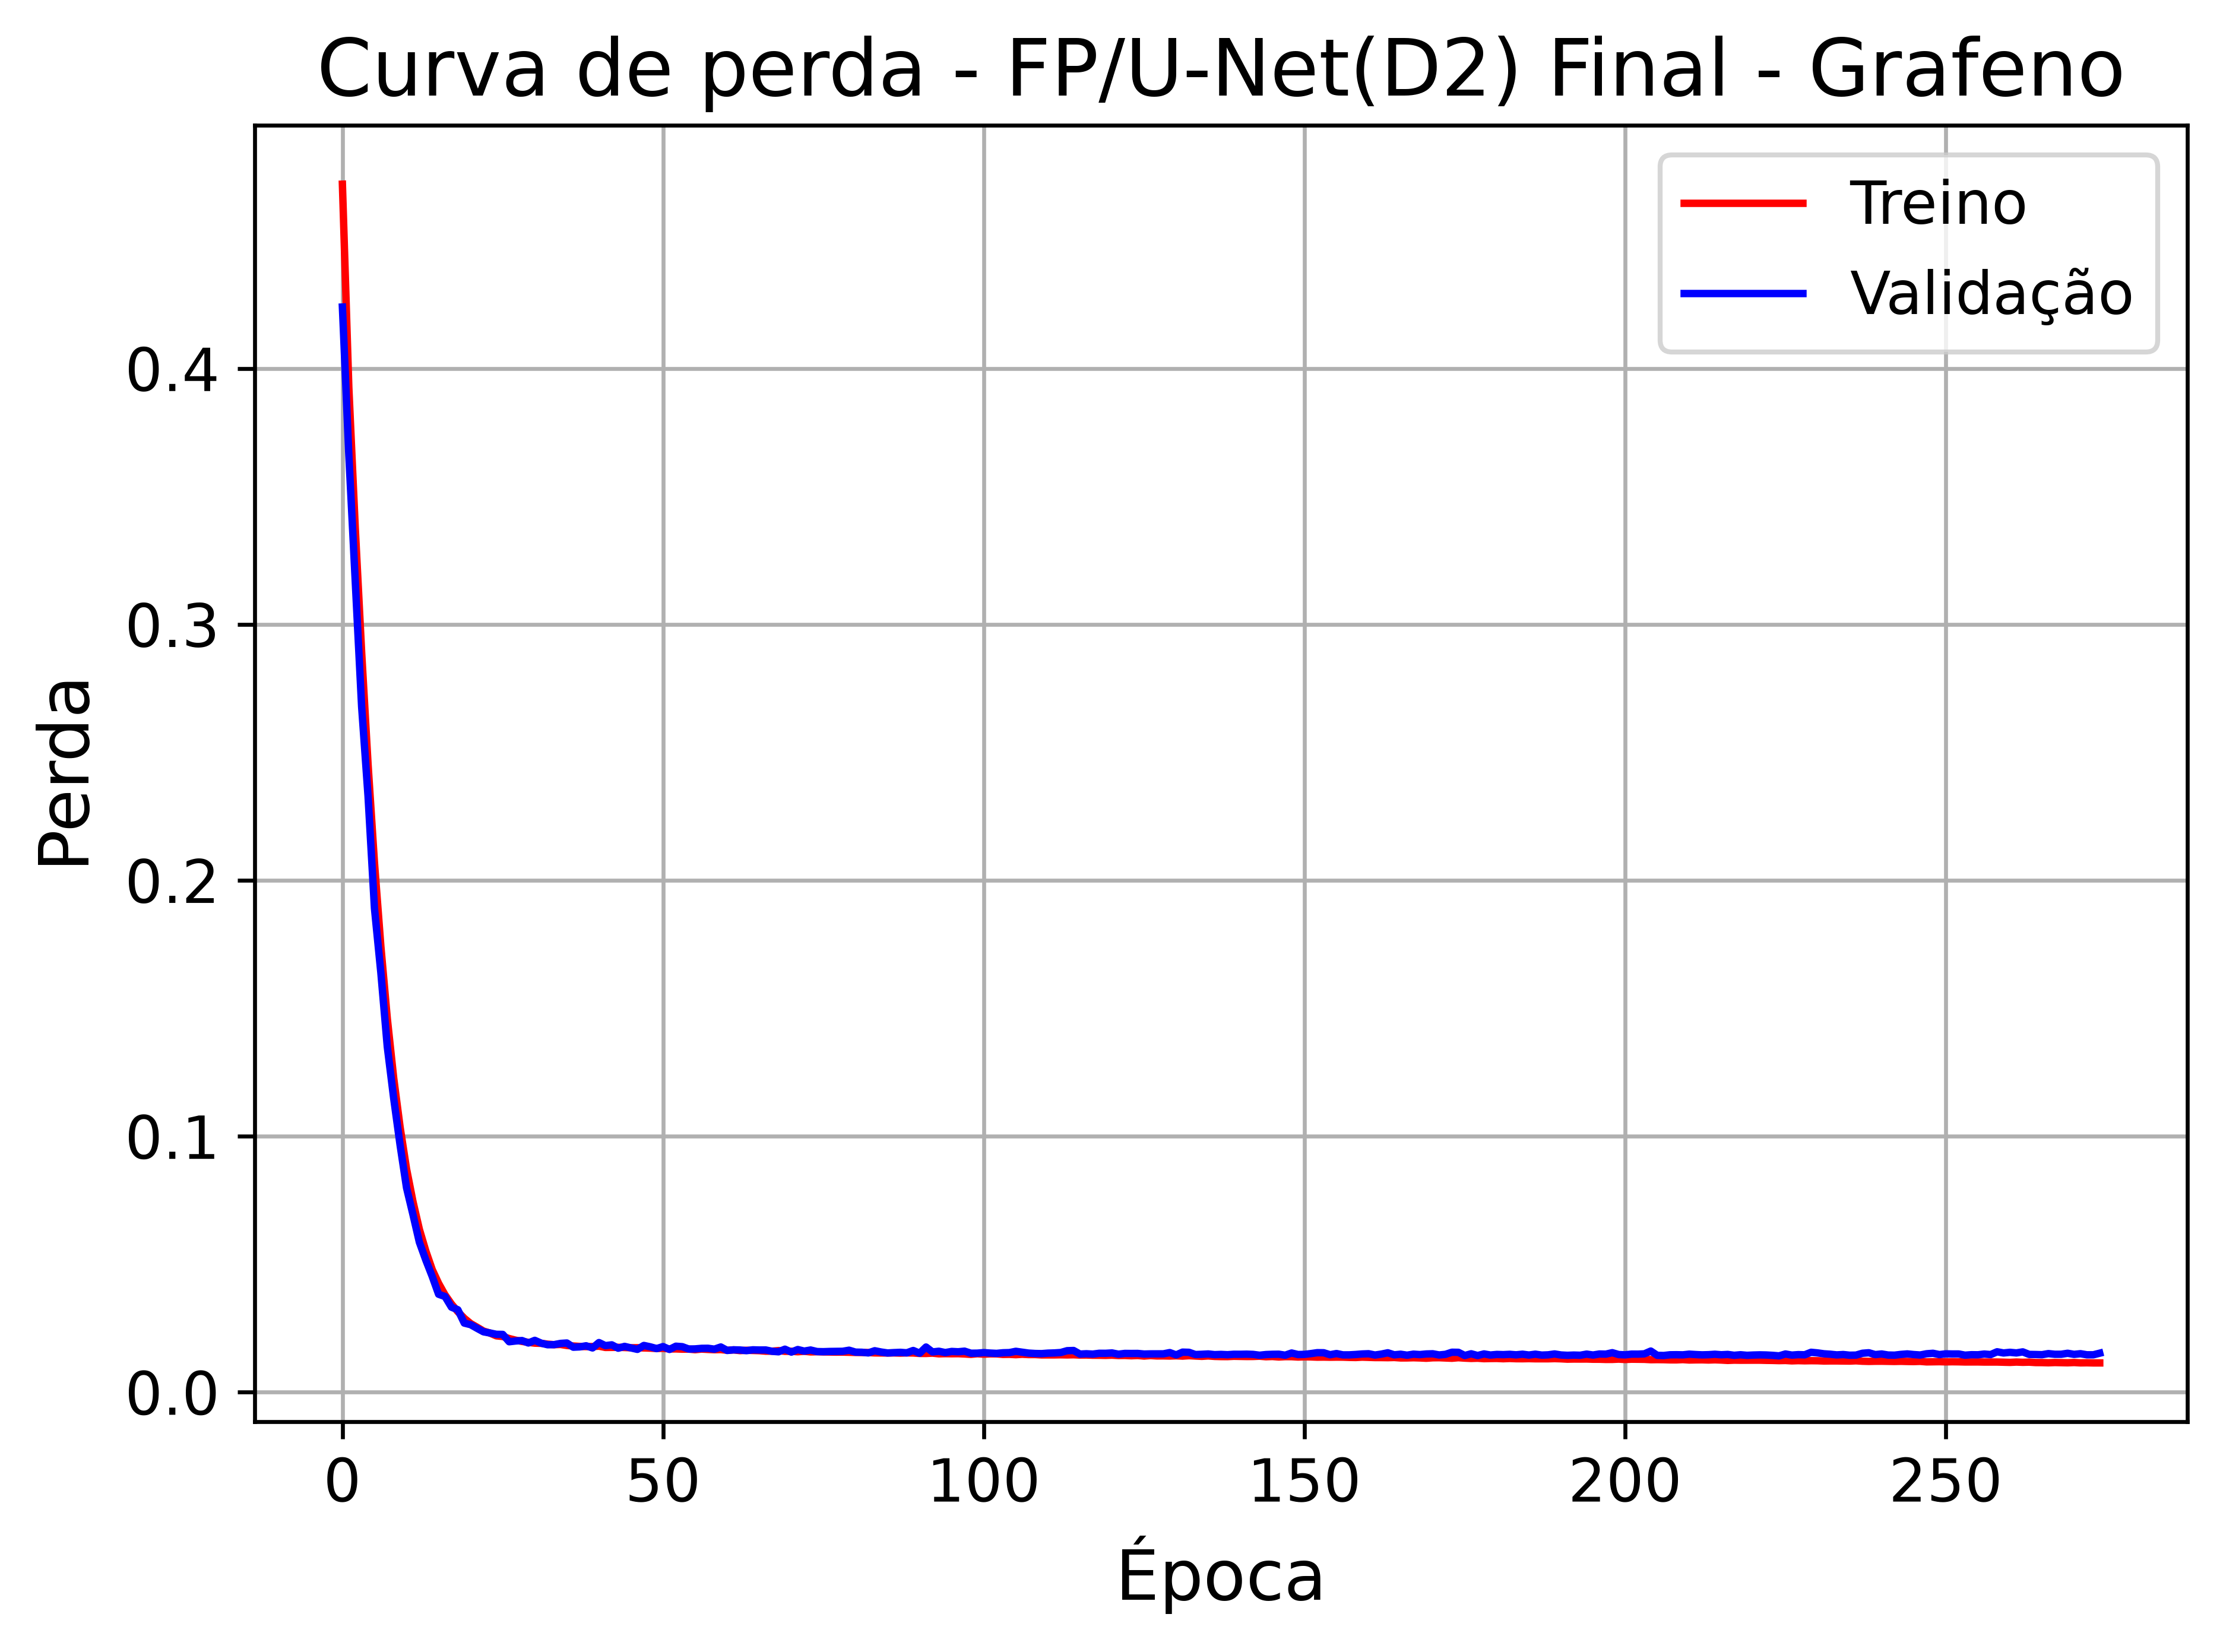 Curva de perda - FP/U-Net(D2) Final - Grafeno
Treino
Validação
0.4
0.3
0.2
0.1
0.0
Perda
0 50 100 150 200 250
Época